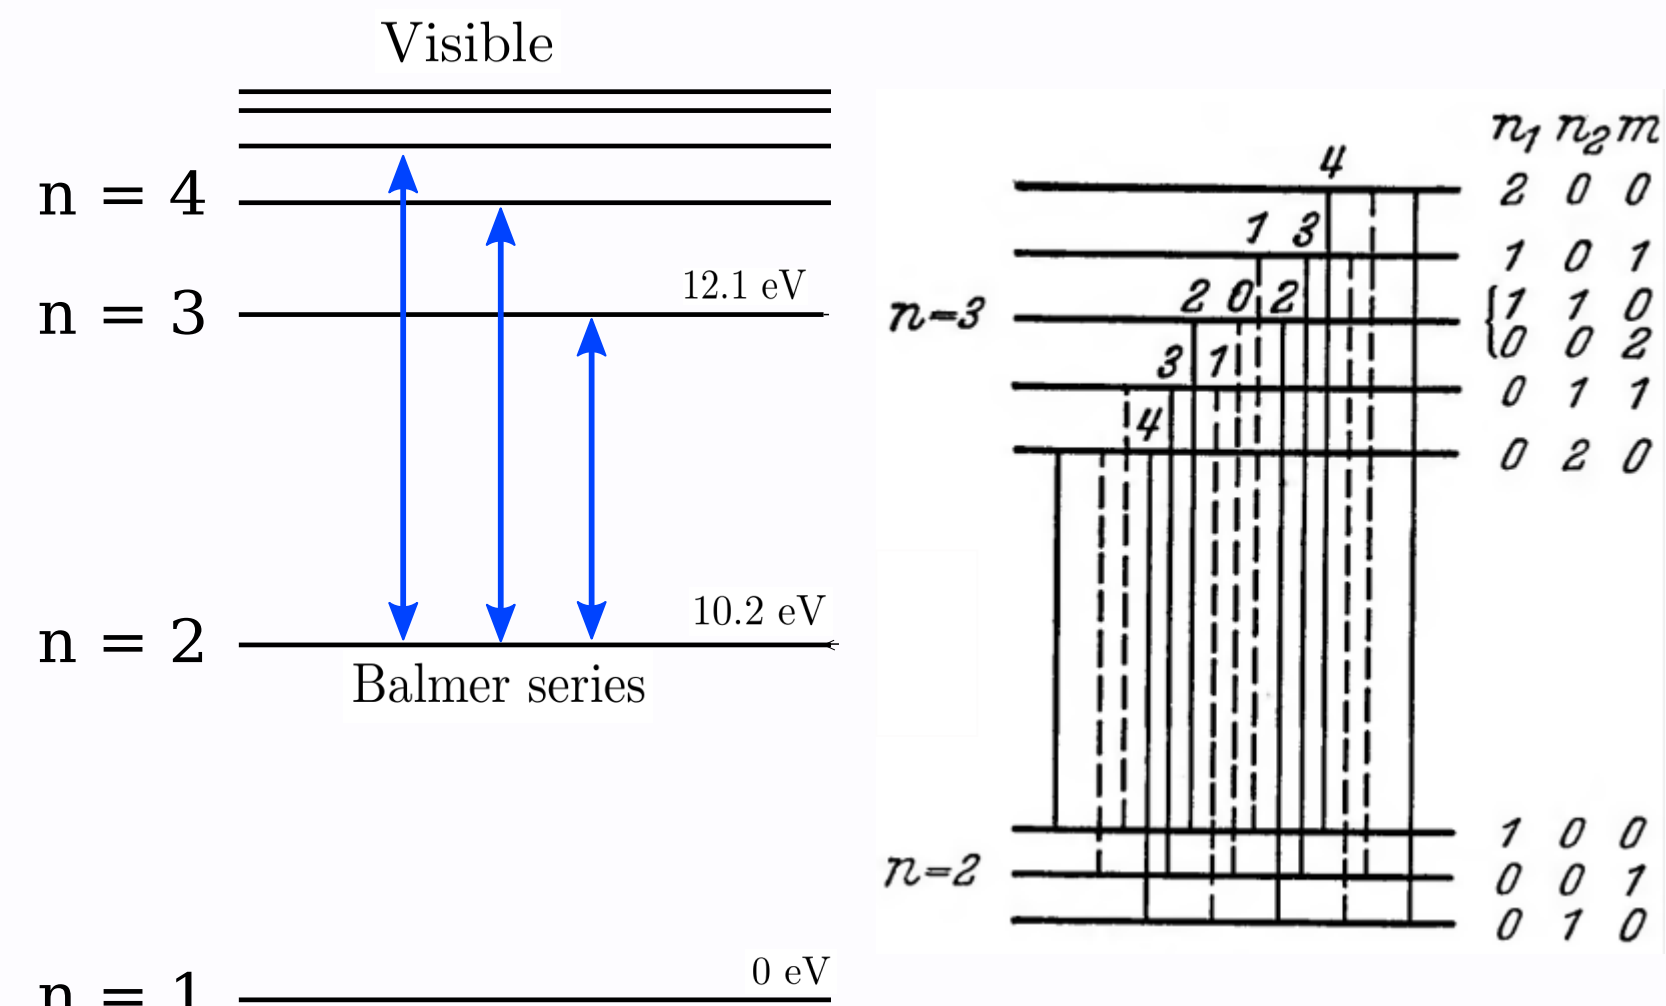 Visible
n = 4
n = 3
12.1 eV
n = 2
10.2 eV
Balmer series
n = 1
0 eV
n₁ n₂ m
4
2 0 0
1 3
1 0 1
n=3
2 0 2
1 1 0
0 0 2
3 1
0 1 1
4
0 2 0
n=2
1 0 0
0 0 1
0 1 0